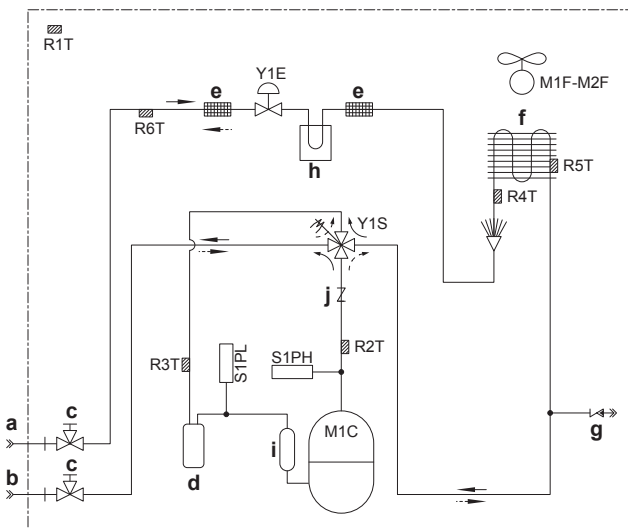 R1T
Y1E
M1F-M2F
e
e
f
R6T
h
R5T
R4T
Y1S
j
R3T
S1PL
S1PH
R2T
a
c
g
M1C
i
b
c
d